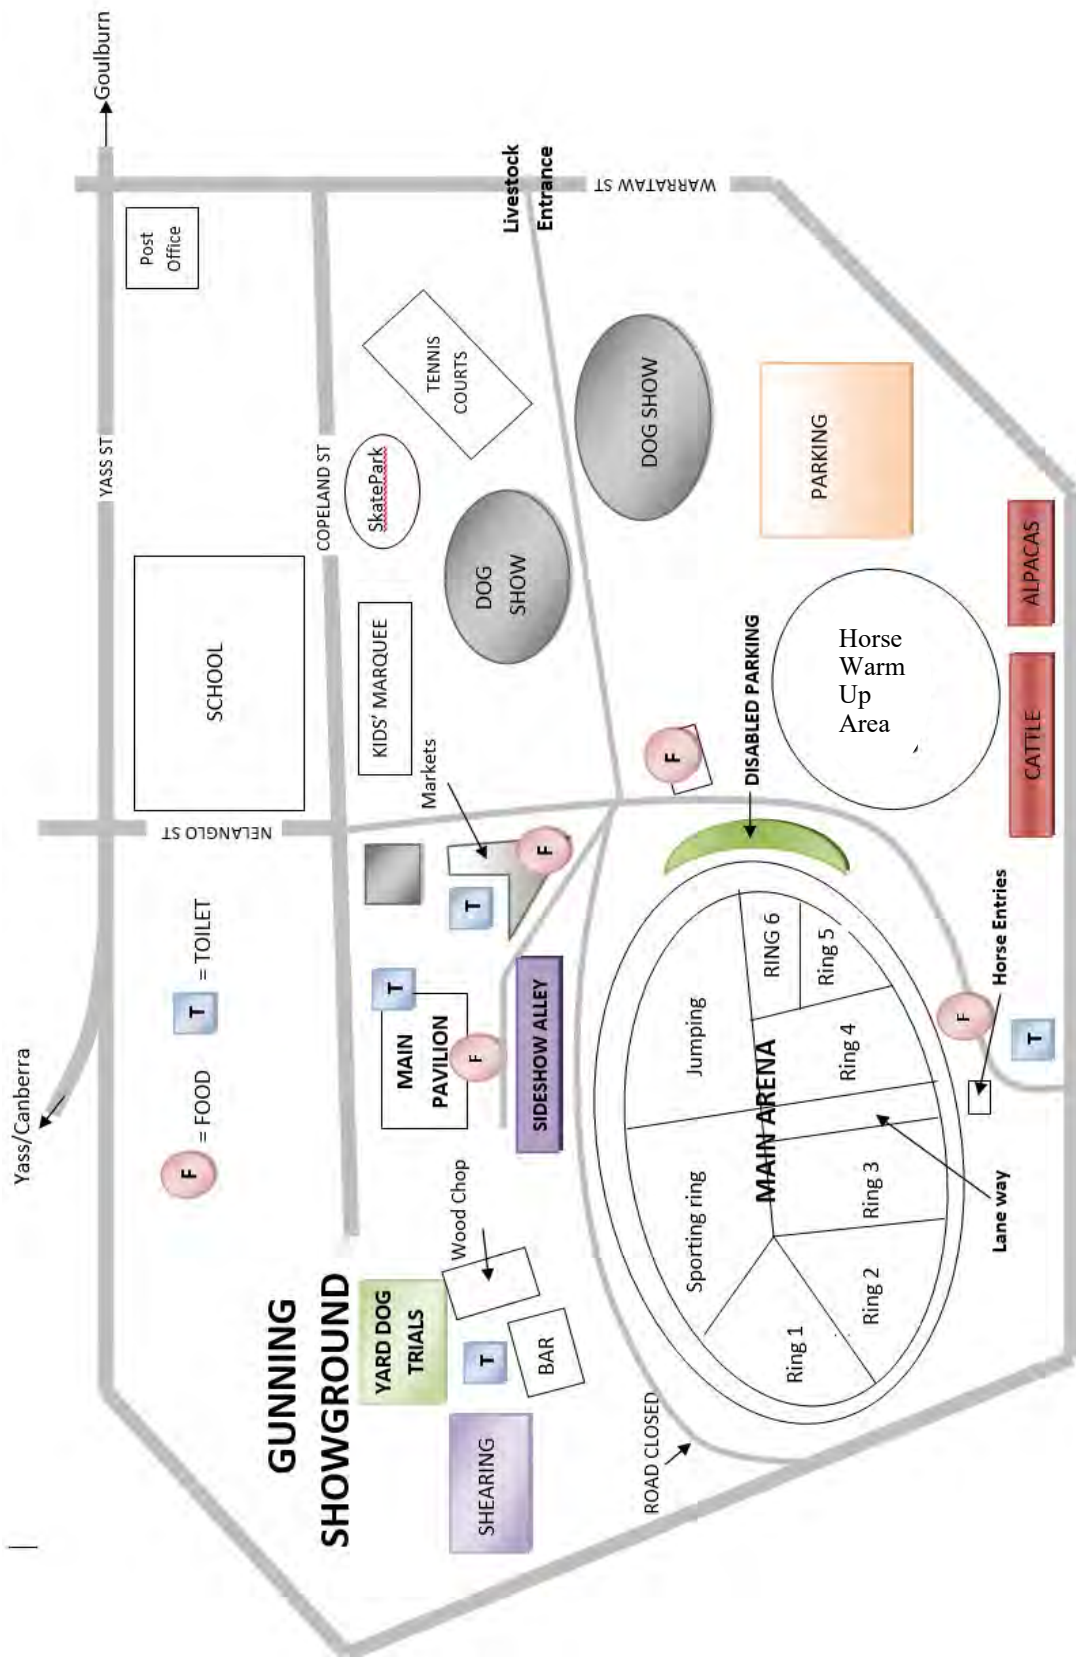 Goulburn
YASS ST
Yass/Canberra
Post
Office
SCHOOL
COPELAND ST
NELANGLO ST
WARRATAW ST
Livestock
Entrance
F
= FOOD
T
= TOILET
GUNNING
SHOWGROUND
TENNIS
COURTS
SkatePark
KIDS' MARQUEE
DOG
SHOW
DOG SHOW
Markets
T
F
F
T
MAIN
PAVILION
F
SIDESHOW ALLEY
Wood Chop
YARD DOG
TRIALS
T
BAR
SHEARING
ROAD CLOSED
PARKING
DISABLED PARKING
Horse
Warm
Up
Area
ALPACAS
CATTLE
MAIN ARENA
Jumping
Sporting ring
RING 6
Ring 5
Ring 4
Ring 3
Ring 2
Ring 1
Lane way
Horse Entries
F
T